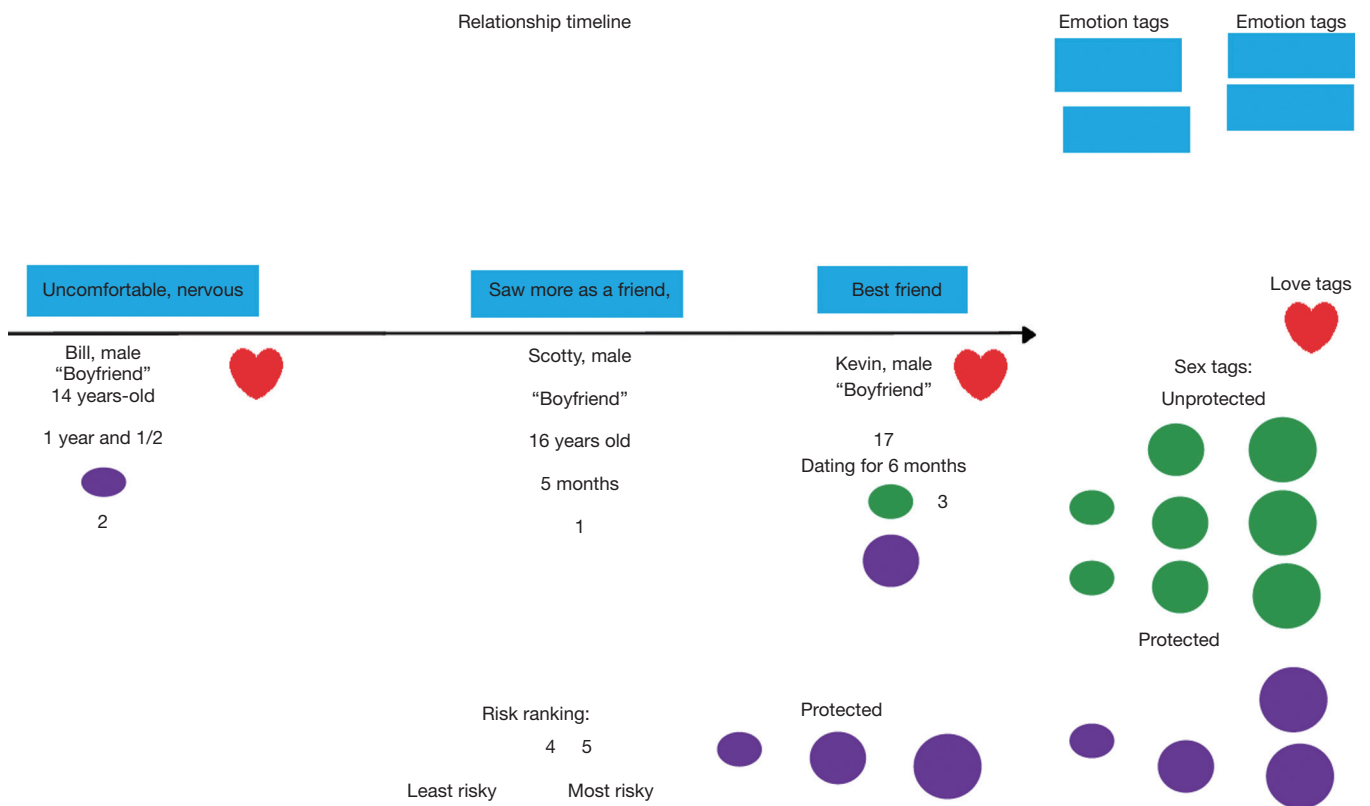 Relationship timeline
Emotion tags
Emotion tags
Uncomfortable, nervous
Saw more as a friend,
Best friend
Love tags
Bill, male
“Boyfriend”
14 years-old
1 year and 1/2
2
Scotty, male
“Boyfriend”
16 years old
5 months
1
Kevin, male
“Boyfriend”
17
Dating for 6 months
3
Sex tags:
Unprotected
Protected
Risk ranking:
4 5
Least risky Most risky
Protected